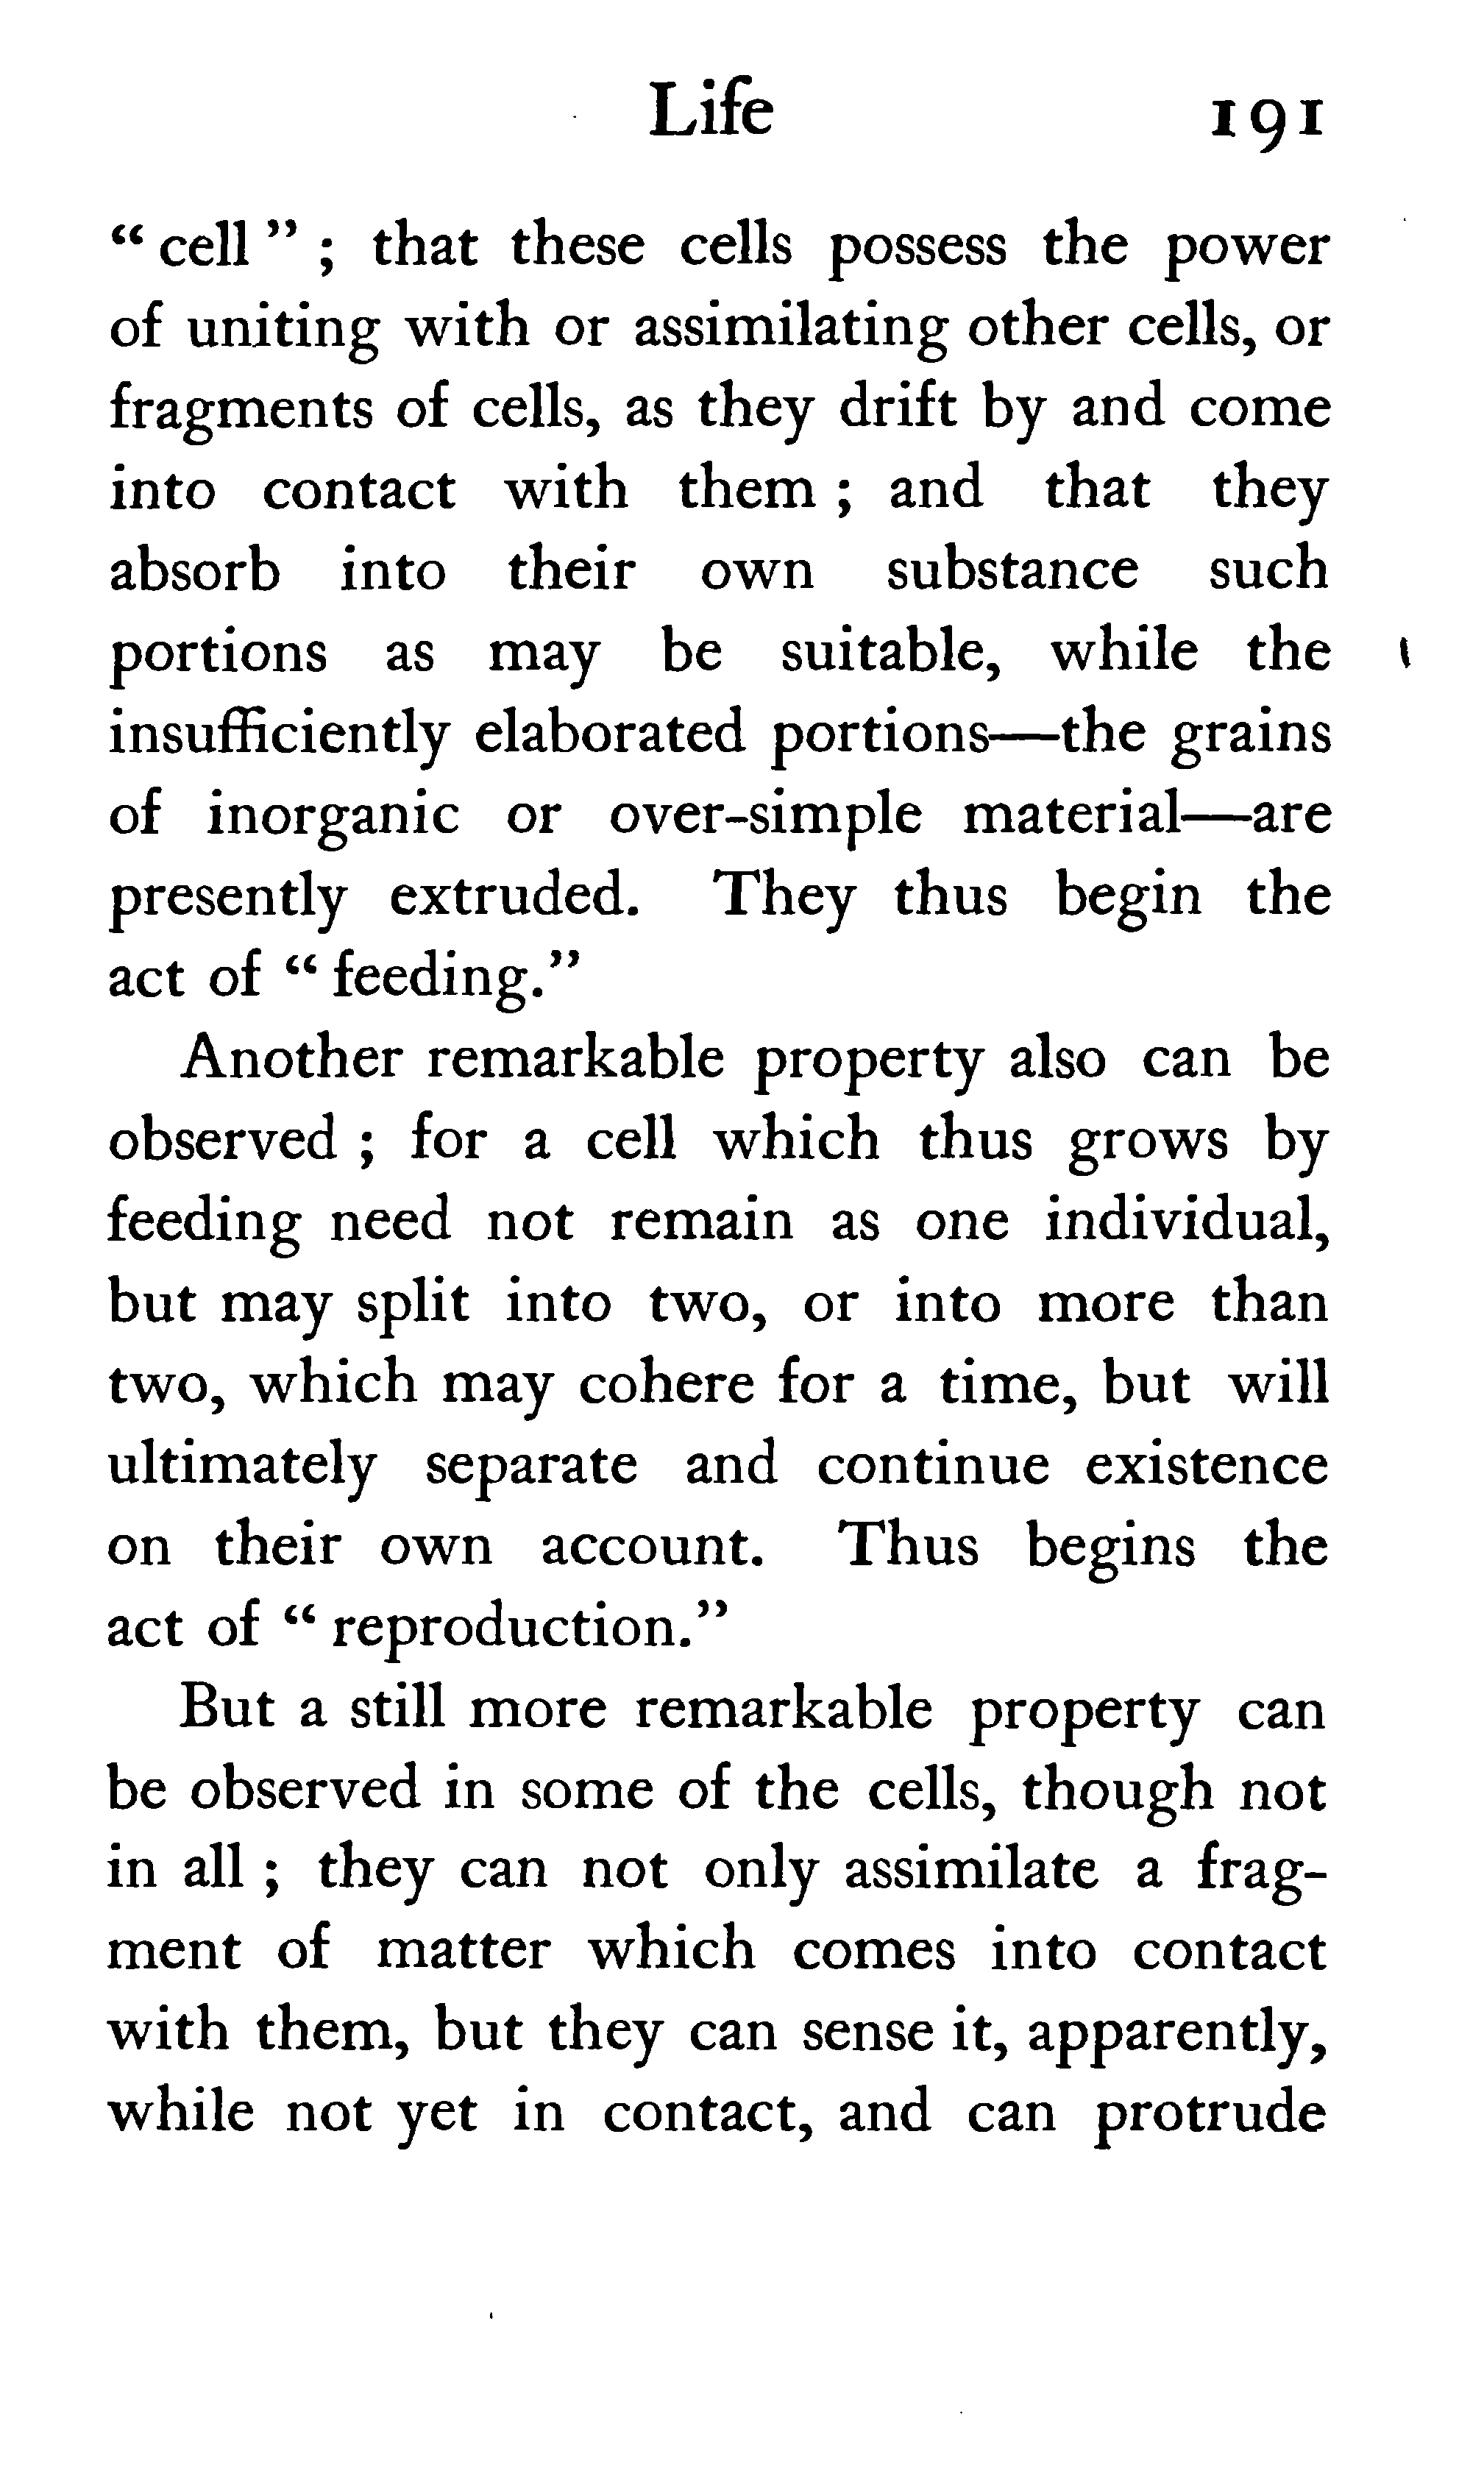 Life 191
“ cell ” ; that these cells possess the power
of uniting with or assimilating other cells, or
fragments of cells, as they drift by and come
into contact with them ; and that they
absorb into their own substance such
portions as may be suitable, while the
insufficiently elaborated portions—the grains
of inorganic or over-simple material—are
presently extruded. They thus begin the
act of “ feeding.”
Another remarkable property also can be
observed ; for a cell which thus grows by
feeding need not remain as one individual,
but may split into two, or into more than
two, which may cohere for a time, but will
ultimately separate and continue existence
on their own account. Thus begins the
act of “ reproduction.”
But a still more remarkable property can
be observed in some of the cells, though not
in all ; they can not only assimilate a frag-
ment of matter which comes into contact
with them, but they can sense it, apparently,
while not yet in contact, and can protrude